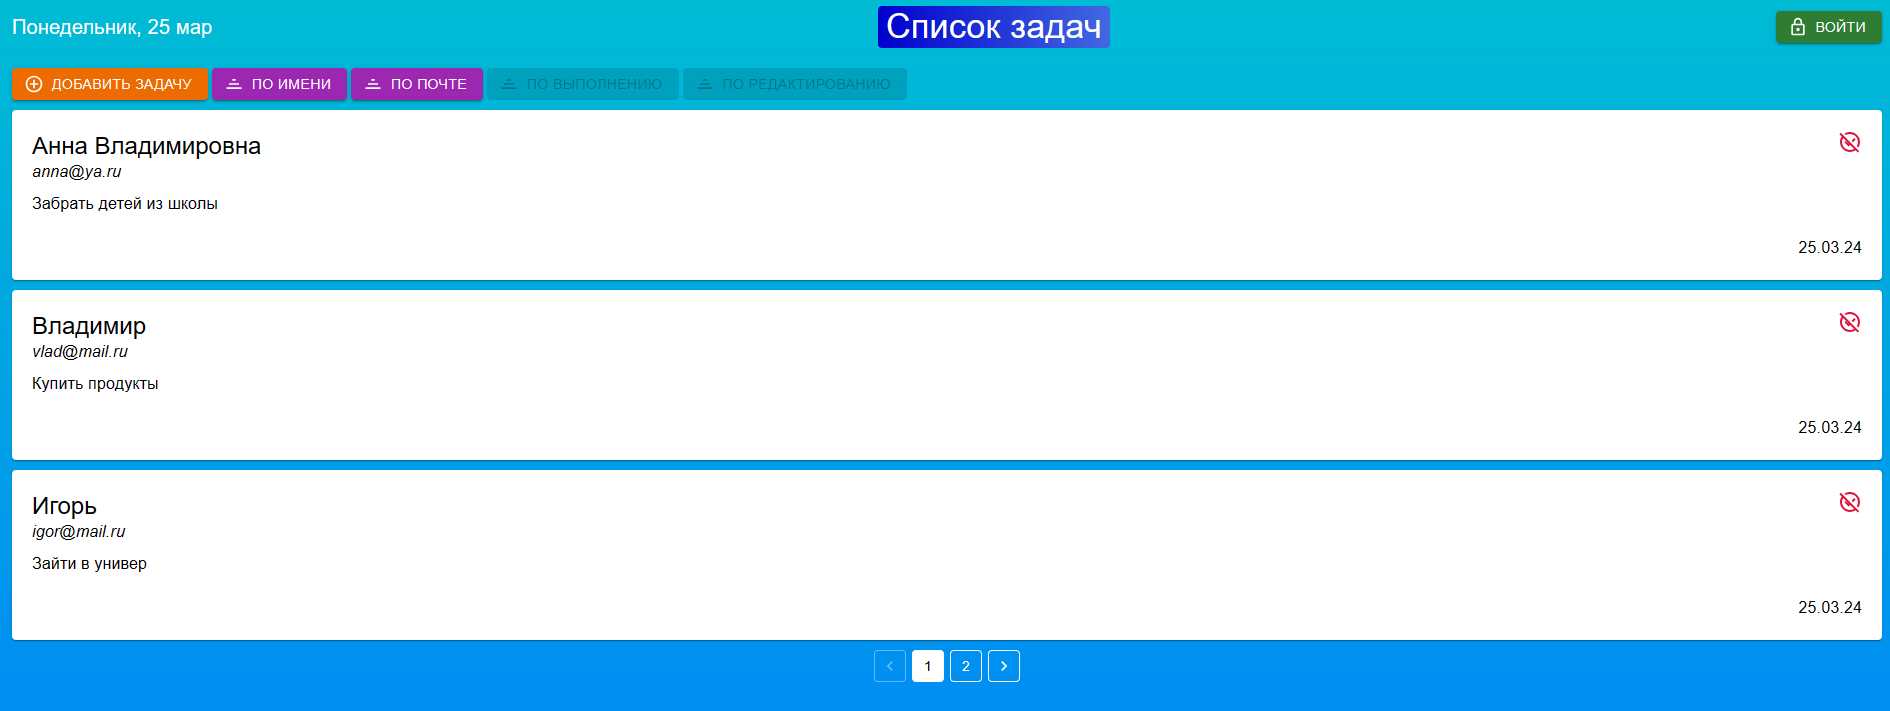 Понедельник, 25 мар
Список задач
ВОЙТИ
ДОБАВИТЬ ЗАДАЧУ
ПО ИМЕНИ
ПО ПОЧТЕ
ПО ВЫПОЛНЕНИЮ
ПО РЕДАКТИРОВАНИЮ
Анна Владимировна
anna@ya.ru
Забрать детей из школы
25.03.24
Владимир
vlad@mail.ru
Купить продукты
25.03.24
Игорь
igor@mail.ru
Зайти в универ
25.03.24
1 2